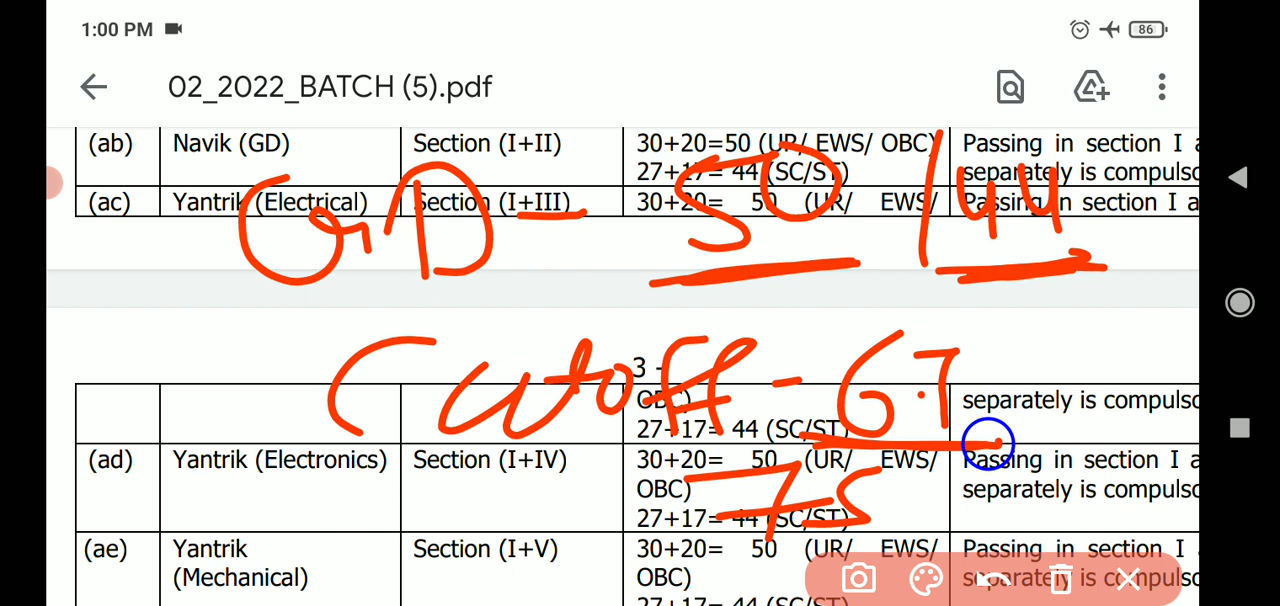 1:00 PM
86
02_2022_BATCH (5).pdf
(ab) Navik (GD) Section (I+II) 30+20=50 (UR/ EWS/ OBC) Passing in section I
27+17= 44 (SC/ST) separately is compulso
(ac) Yantrik (Electrical) Section (I+III) 30+20= 50 (UR/ EWS/ Passing in section I
50 | 44
3 -
Cutoff -
OBC) separately is compulso
27+17= 44 (SC/ST)
(ad) Yantrik (Electronics) Section (I+IV) 30+20= 50 (UR/ EWS/ Passing in section I a
OBC) separately is compulso
75
27+17= 44 (SC/ST)
(ae) Yantrik Section (I+V) 30+20= 50 (UR/ EWS/ Passing in section I
(Mechanical) OBC) separately is compulso
27+17= 44 (SC/ST)